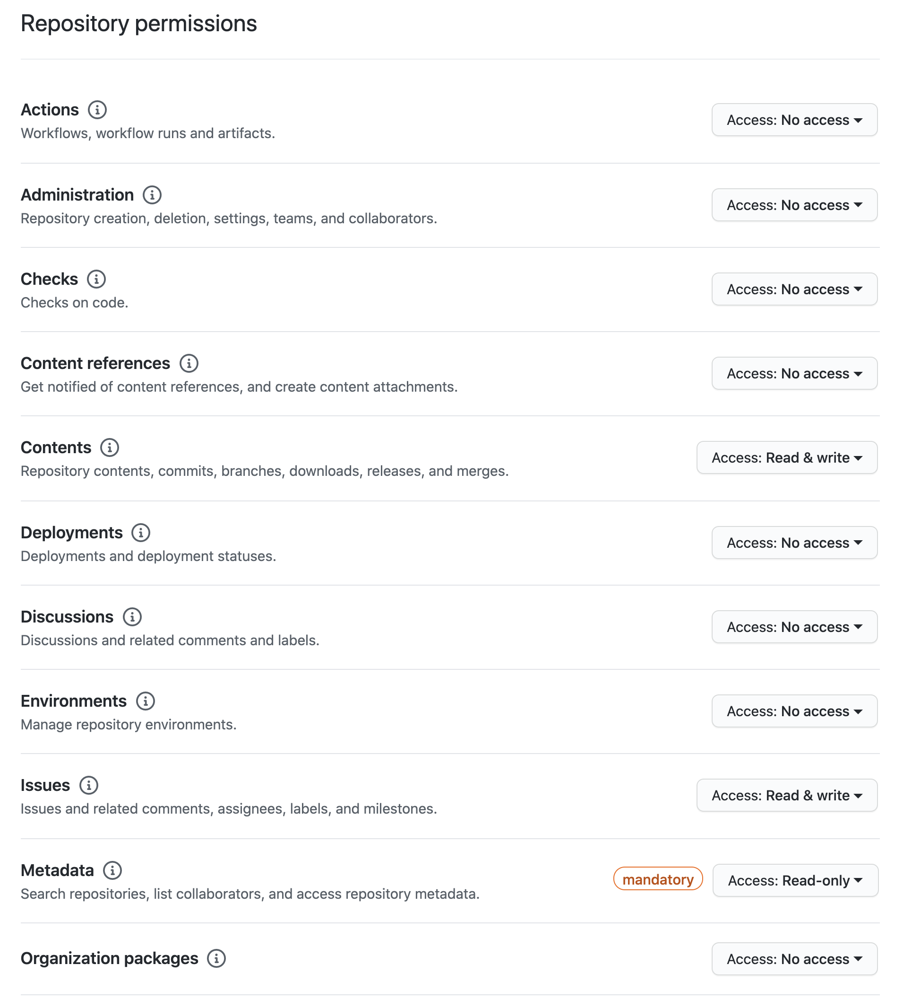 Repository permissions
Actions
Access: No access
Workflows, workflow runs and artifacts.
Administration
Access: No access
Repository creation, deletion, settings, teams, and collaborators.
Checks
Access: No access
Checks on code.
Content references
Access: No access
Get notified of content references, and create content attachments.
Contents
Access: Read & write
Repository contents, commits, branches, downloads, releases, and merges.
Deployments
Access: No access
Deployments and deployment statuses.
Discussions
Access: No access
Discussions and related comments and labels.
Environments
Access: No access
Manage repository environments.
Issues
Access: Read & write
Issues and related comments, assignees, labels, and milestones.
Metadata
mandatory
Access: Read-only
Search repositories, list collaborators, and access repository metadata.
Organization packages
Access: No access